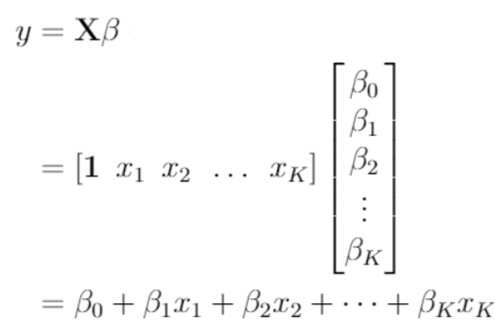 y = Xβ
= [1 x₁ x₂ … x_K] [β₀ β₁ β₂ ⋮ β_K]
= β₀ + β₁x₁ + β₂x₂ + ⋯ + β_Kx_K